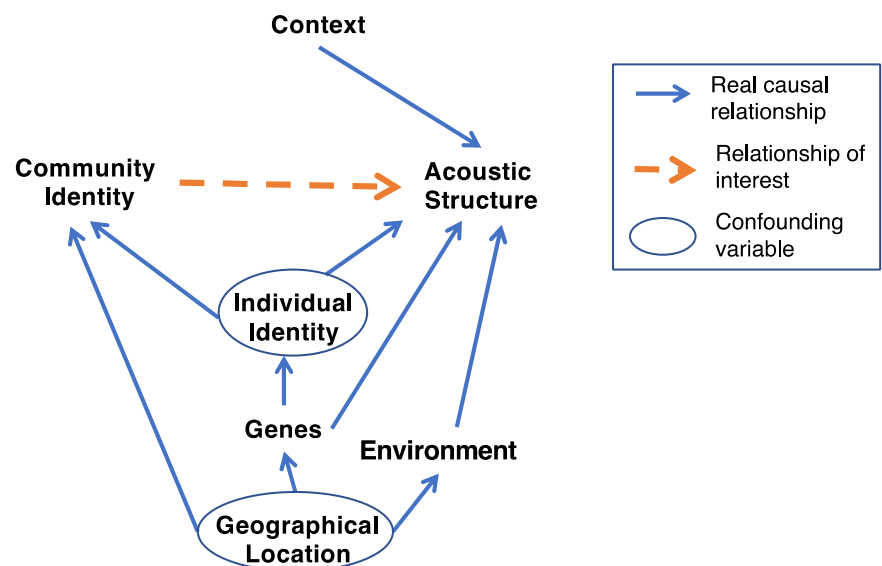 Context
Community
Identity
Acoustic
Structure
Individual
Identity
Genes
Environment
Geographical
Location
Real causal
relationship
Relationship of
interest
Confounding
variable